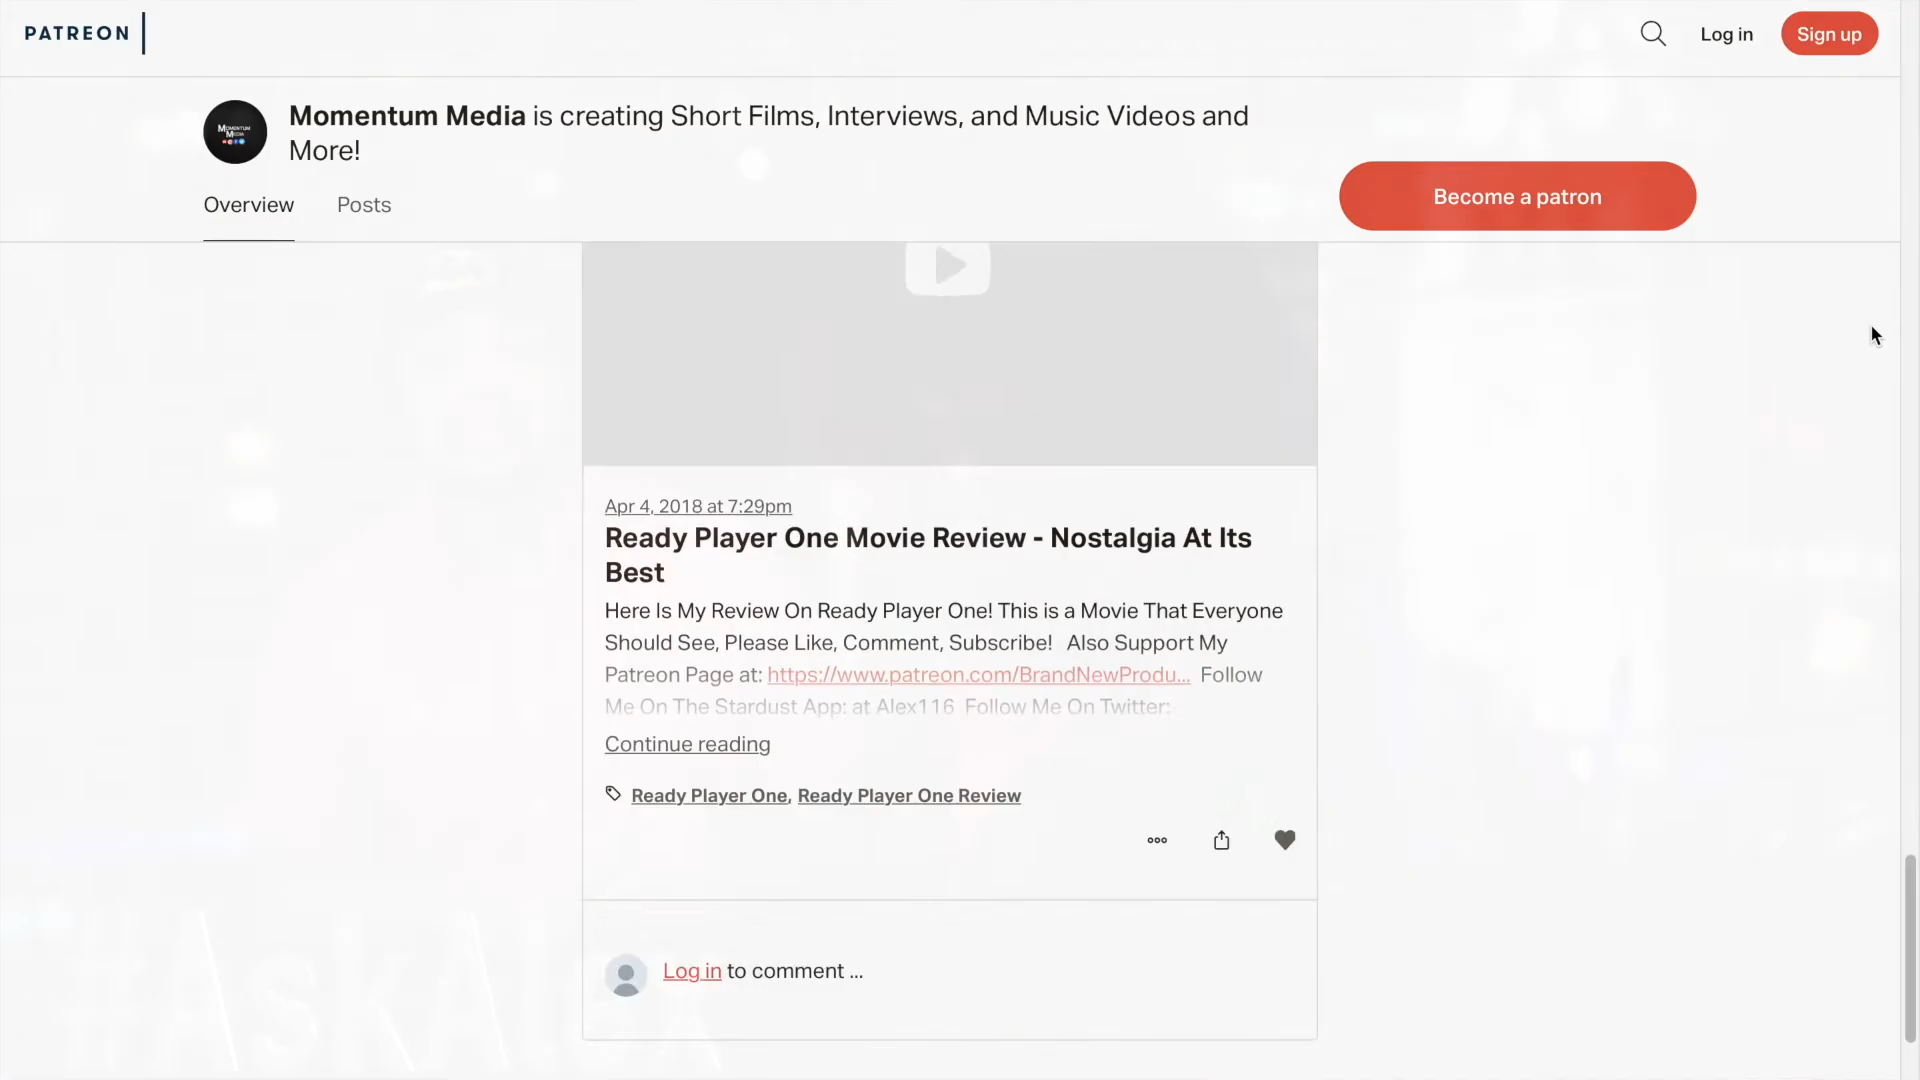 PATREON
Log in
Sign up
MOMENTUM
MEDIA
Momentum Media is creating Short Films, Interviews, and Music Videos and
More!
Become a patron
Overview
Posts
Apr 4, 2018 at 7:29pm
Ready Player One Movie Review - Nostalgia At Its
Best
Here Is My Review On Ready Player One! This is a Movie That Everyone
Should See, Please Like, Comment, Subscribe!   Also Support My
Patreon Page at: https://www.patreon.com/BrandNewProdu...  Follow
Me On The Stardust App: at Alex116  Follow Me On Twitter:
Continue reading
Ready Player One, Ready Player One Review
Log in to comment ...
#AskAlex